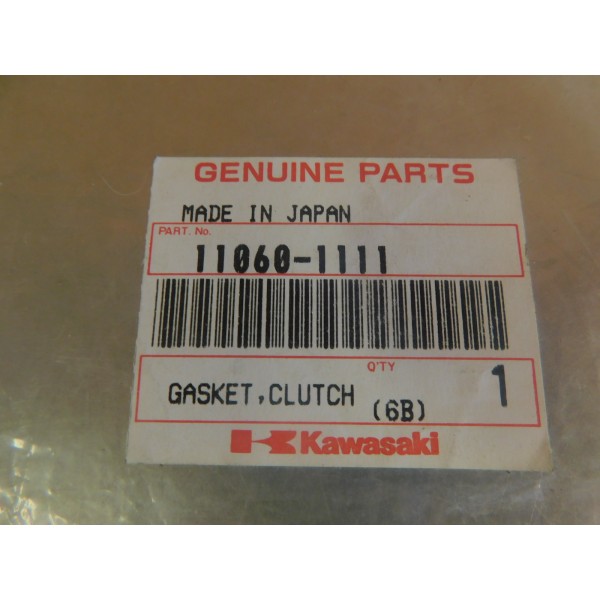 GENUINE PARTS
MADE IN JAPAN
PART. No.
11060-1111
Q'TY
GASKET,CLUTCH (6B) 1
Kawasaki